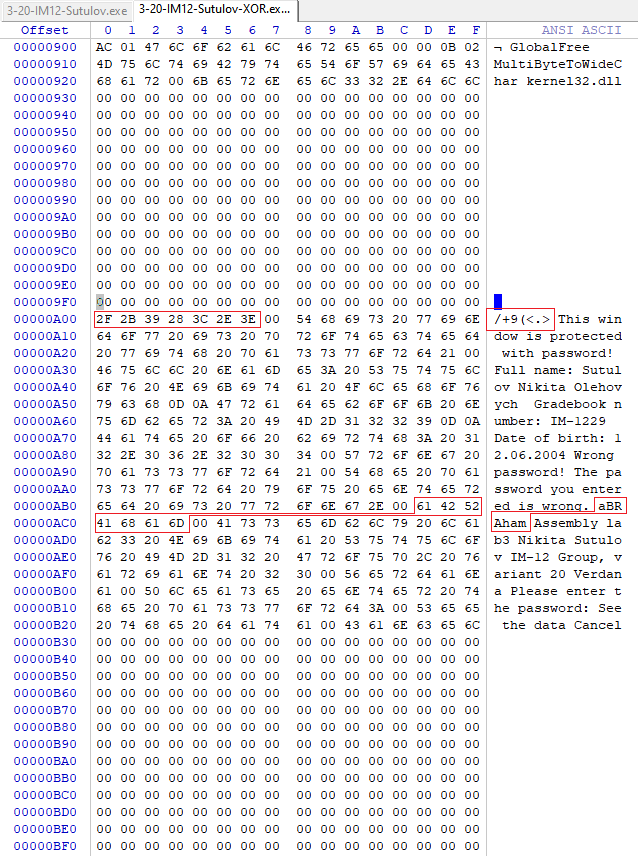 3-20-IM12-Sutulov.exe 3-20-IM12-Sutulov-XOR.ex...
Offset 0 1 2 3 4 5 6 7 8 9 A B C D E F ANSI ASCII
00000900 AC 01 47 6C 6F 62 61 6C 46 72 65 65 00 00 0B 02 ¬ GlobalFree
00000910 4D 75 6C 74 69 42 79 74 65 54 6F 57 69 64 65 43 MultiByteToWideC
00000920 68 61 72 00 6B 65 72 6E 65 6C 33 32 2E 64 6C 6C har kernel32.dll
00000930 00 00 00 00 00 00 00 00 00 00 00 00 00 00 00 00
00000940 00 00 00 00 00 00 00 00 00 00 00 00 00 00 00 00
00000950 00 00 00 00 00 00 00 00 00 00 00 00 00 00 00 00
00000960 00 00 00 00 00 00 00 00 00 00 00 00 00 00 00 00
00000970 00 00 00 00 00 00 00 00 00 00 00 00 00 00 00 00
00000980 00 00 00 00 00 00 00 00 00 00 00 00 00 00 00 00
00000990 00 00 00 00 00 00 00 00 00 00 00 00 00 00 00 00
000009A0 00 00 00 00 00 00 00 00 00 00 00 00 00 00 00 00
000009B0 00 00 00 00 00 00 00 00 00 00 00 00 00 00 00 00
000009C0 00 00 00 00 00 00 00 00 00 00 00 00 00 00 00 00
000009D0 00 00 00 00 00 00 00 00 00 00 00 00 00 00 00 00
000009E0 00 00 00 00 00 00 00 00 00 00 00 00 00 00 00 00
000009F0 00 00 00 00 00 00 00 00 00 00 00 00 00 00 00 00
00000A00 2F 2B 39 28 3C 2E 3E 00 54 68 69 73 20 77 69 6E /+9(<.> This win
00000A10 64 6F 77 20 69 73 20 70 72 6F 74 65 63 74 65 64 dow is protected
00000A20 20 77 69 74 68 20 70 61 73 73 77 6F 72 64 21 00 with password!
00000A30 46 75 6C 6C 20 6E 61 6D 65 3A 20 53 75 74 75 6C Full name: Sutul
00000A40 6F 76 20 4E 69 6B 69 74 61 20 4F 6C 65 68 6F 76 ov Nikita Olehov
00000A50 79 63 68 0D 0A 47 72 61 64 65 62 6F 6F 6B 20 6E ych Gradebook n
00000A60 75 6D 62 65 72 3A 20 49 4D 2D 31 32 32 39 0D 0A umber: IM-1229
00000A70 44 61 74 65 20 6F 66 20 62 69 72 74 68 3A 20 31 Date of birth: 1
00000A80 32 2E 30 36 2E 32 30 30 34 00 57 72 6F 6E 67 20 2.06.2004 Wrong
00000A90 70 61 73 73 77 6F 72 64 21 00 54 68 65 20 70 61 password! The pa
00000AA0 73 73 77 6F 72 64 20 79 6F 75 20 65 6E 74 65 72 ssword you enter
00000AB0 65 64 20 69 73 20 77 72 6F 6E 67 2E 00 61 42 52 ed is wrong. aBR
00000AC0 41 68 61 6D 00 41 73 73 65 6D 62 6C 79 20 6C 61 Aham Assembly la
00000AD0 62 33 20 4E 69 6B 69 74 61 20 53 75 74 75 6C 6F b3 Nikita Sutulo
00000AE0 76 20 49 4D 2D 31 32 20 47 72 6F 75 70 2C 20 76 v IM-12 Group, v
00000AF0 61 72 69 61 6E 74 20 32 30 00 56 65 72 64 61 6E ariant 20 Verdan
00000B00 61 00 50 6C 65 61 73 65 20 65 6E 74 65 72 20 74 a Please enter t
00000B10 68 65 20 70 61 73 73 77 6F 72 64 3A 00 53 65 65 he password: See
00000B20 20 74 68 65 20 64 61 74 61 00 43 61 6E 63 65 6C the data Cancel
00000B30 00 00 00 00 00 00 00 00 00 00 00 00 00 00 00 00
00000B40 00 00 00 00 00 00 00 00 00 00 00 00 00 00 00 00
00000B50 00 00 00 00 00 00 00 00 00 00 00 00 00 00 00 00
00000B60 00 00 00 00 00 00 00 00 00 00 00 00 00 00 00 00
00000B70 00 00 00 00 00 00 00 00 00 00 00 00 00 00 00 00
00000B80 00 00 00 00 00 00 00 00 00 00 00 00 00 00 00 00
00000B90 00 00 00 00 00 00 00 00 00 00 00 00 00 00 00 00
00000BA0 00 00 00 00 00 00 00 00 00 00 00 00 00 00 00 00
00000BB0 00 00 00 00 00 00 00 00 00 00 00 00 00 00 00 00
00000BC0 00 00 00 00 00 00 00 00 00 00 00 00 00 00 00 00
00000BD0 00 00 00 00 00 00 00 00 00 00 00 00 00 00 00 00
00000BE0 00 00 00 00 00 00 00 00 00 00 00 00 00 00 00 00
00000BF0 00 00 00 00 00 00 00 00 00 00 00 00 00 00 00 00